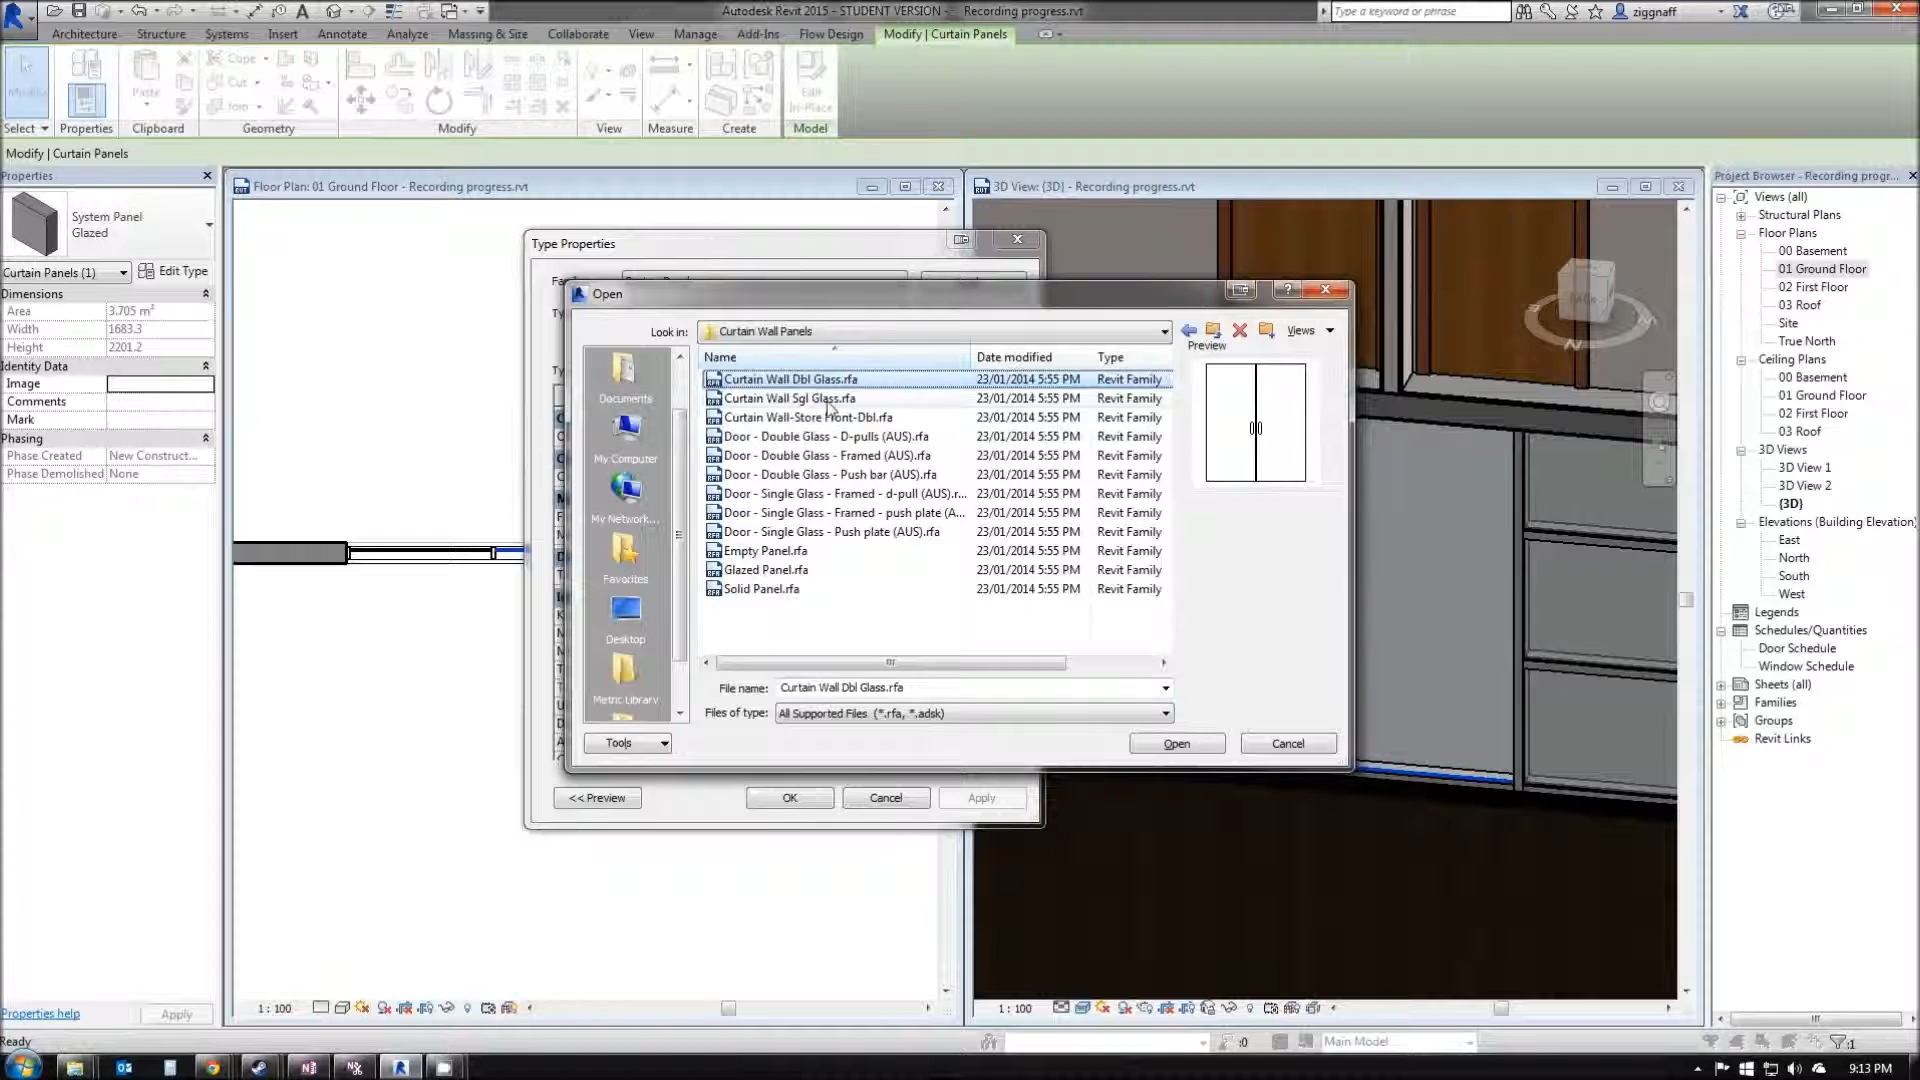 Autodesk Revit 2015 - STUDENT VERSION - Recording progress.rvt
Type a keyword or phrase
ziggnaff
Architecture Structure Systems Insert Annotate Analyze Massing & Site Collaborate View Manage Add-Ins Flow Design Modify | Curtain Panels
Modify
Paste
Cope
Cut
Join
Edit
In-Place
Select Properties Clipboard Geometry Modify View Measure Create Model
Modify | Curtain Panels
Properties
System Panel
Glazed
Curtain Panels (1)
Edit Type
Dimensions
Area 3.705 m²
Width 1683.3
Height 2201.2
Identity Data
Image
Comments
Mark
Phasing
Phase Created New Construct...
Phase Demolished None
Properties help
Apply
Floor Plan: 01 Ground Floor - Recording progress.rvt
3D View: {3D} - Recording progress.rvt
Type Properties
Open
Look in:
Curtain Wall Panels
Views
Preview
Name Date modified Type
Curtain Wall Dbl Glass.rfa 23/01/2014 5:55 PM Revit Family
Curtain Wall Sgl Glass.rfa 23/01/2014 5:55 PM Revit Family
Curtain Wall-Store Front-Dbl.rfa 23/01/2014 5:55 PM Revit Family
Door - Double Glass - D-pulls (AUS).rfa 23/01/2014 5:55 PM Revit Family
Door - Double Glass - Framed (AUS).rfa 23/01/2014 5:55 PM Revit Family
Door - Double Glass - Push bar (AUS).rfa 23/01/2014 5:55 PM Revit Family
Door - Single Glass - Framed - d-pull (AUS).r... 23/01/2014 5:55 PM Revit Family
Door - Single Glass - Framed - push plate (A... 23/01/2014 5:55 PM Revit Family
Door - Single Glass - Push plate (AUS).rfa 23/01/2014 5:55 PM Revit Family
Empty Panel.rfa 23/01/2014 5:55 PM Revit Family
Glazed Panel.rfa 23/01/2014 5:55 PM Revit Family
Solid Panel.rfa 23/01/2014 5:55 PM Revit Family
Documents
My Computer
My Network...
Favorites
Desktop
Metric Library
File name: Curtain Wall Dbl Glass.rfa
Files of type: All Supported Files (*.rfa, *.adsk)
Tools
Open
Cancel
<< Preview
OK
Cancel
Apply
BACK
Project Browser - Recording progr...
Views (all)
Structural Plans
Floor Plans
00 Basement
01 Ground Floor
02 First Floor
03 Roof
Site
True North
Ceiling Plans
00 Basement
01 Ground Floor
02 First Floor
03 Roof
3D Views
3D View 1
3D View 2
{3D}
Elevations (Building Elevation)
East
North
South
West
Legends
Schedules/Quantities
Door Schedule
Window Schedule
Sheets (all)
Families
Groups
Revit Links
1 : 100
1 : 100
Ready
:0
Main Model
:1
9:13 PM